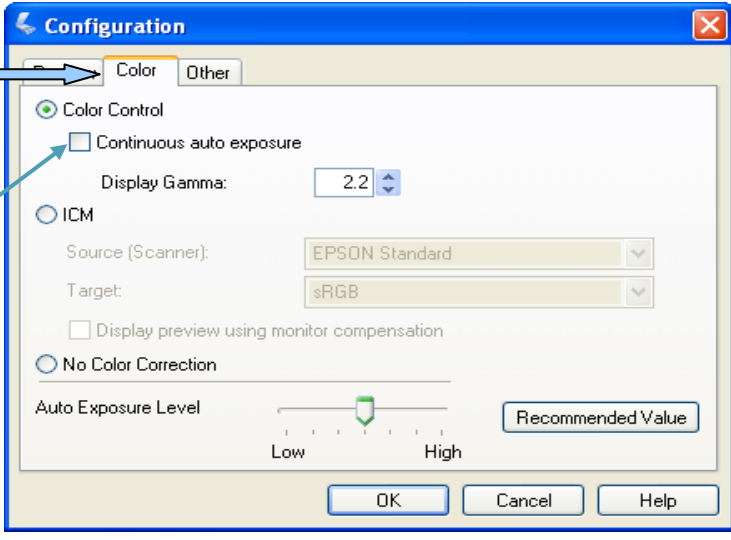 Configuration
Color Other
Color Control
Continuous auto exposure
Display Gamma: 2.2
ICM
Source (Scanner): EPSON Standard
Target: sRGB
Display preview using monitor compensation
No Color Correction
Auto Exposure Level
Recommended Value
Low High
OK Cancel Help